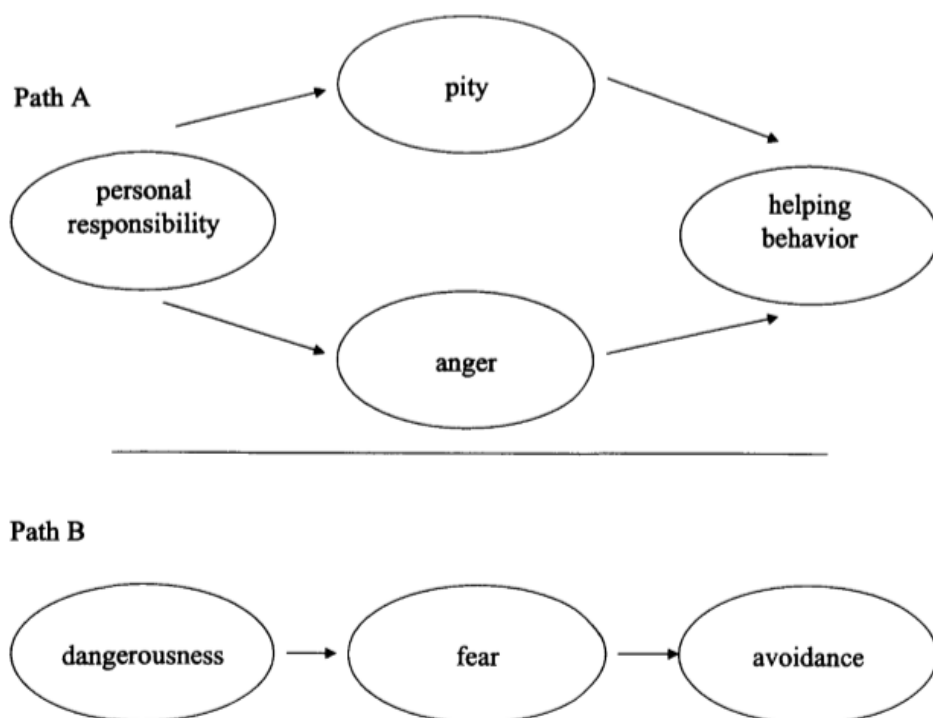 pity
Path A
personal
responsibility
helping
behavior
anger
Path B
dangerousness
fear
avoidance